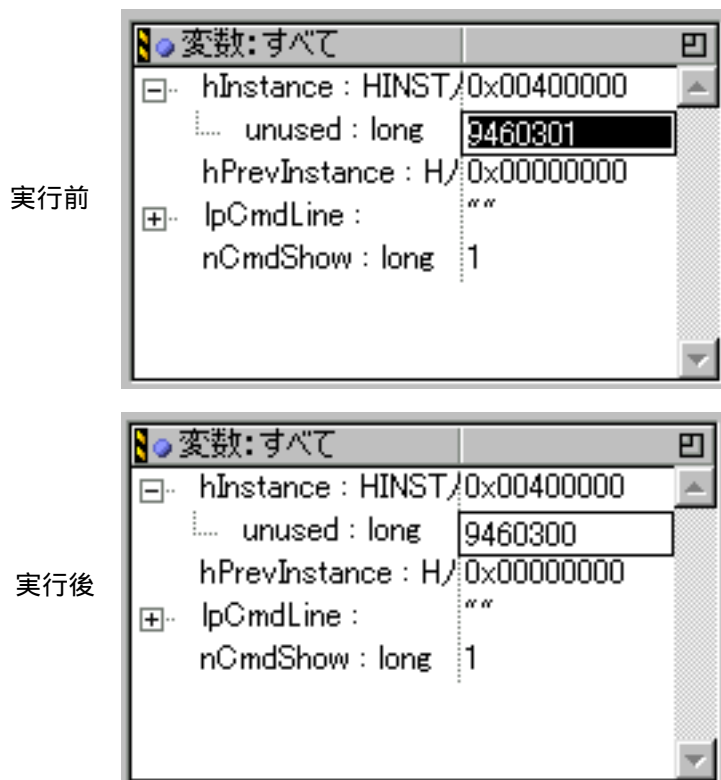 変数: すべて
hInstance : HINST 0x00400000
unused : long 9460301
実行前
hPrevInstance : H 0x00000000
lpCmdLine : ""
nCmdShow : long 1
変数: すべて
hInstance : HINST 0x00400000
unused : long 9460300
実行後
hPrevInstance : H 0x00000000
lpCmdLine : ""
nCmdShow : long 1